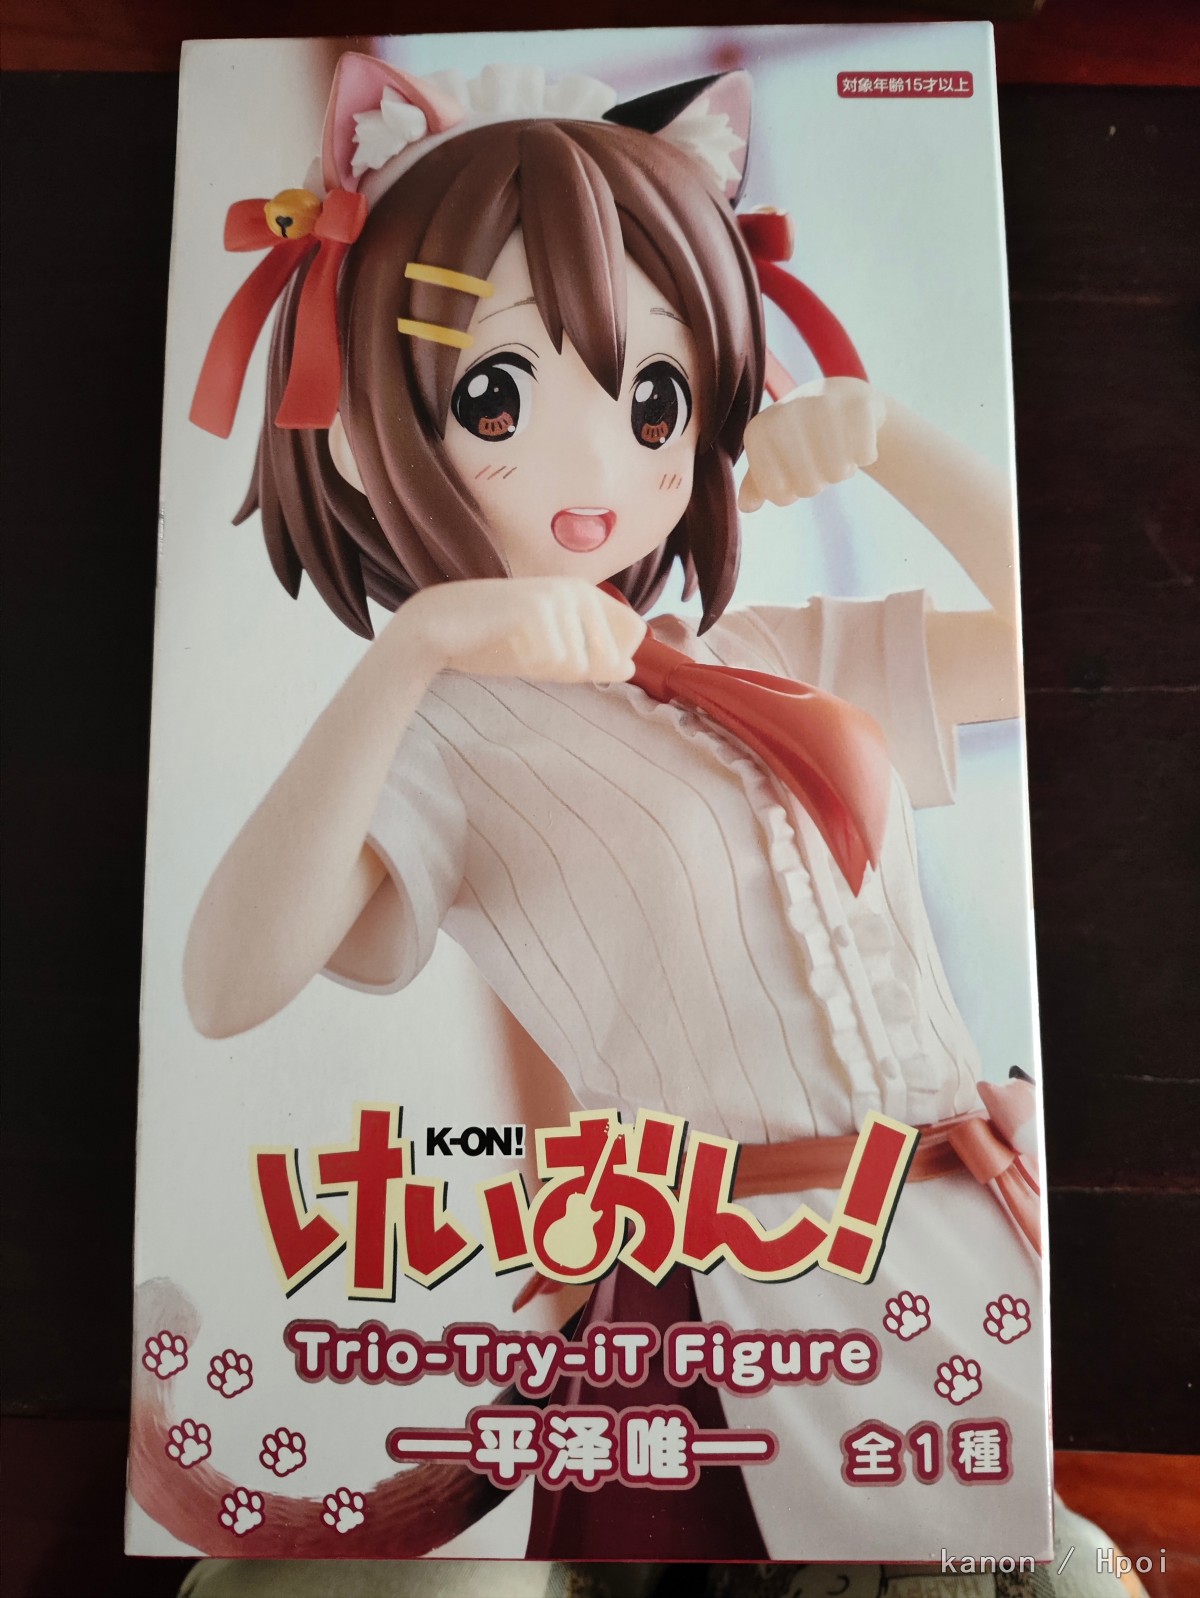 対象年齢15才以上
K-ON!
けいおん!
Trio-Try-iT Figure
―平泽唯―
全1種
kanon / Hpoi